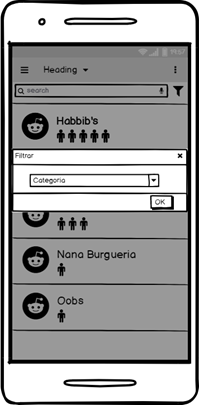 Heading
search
Habbib's
Filtrar
Categoria
OK
Nana Burgueria
Oobs